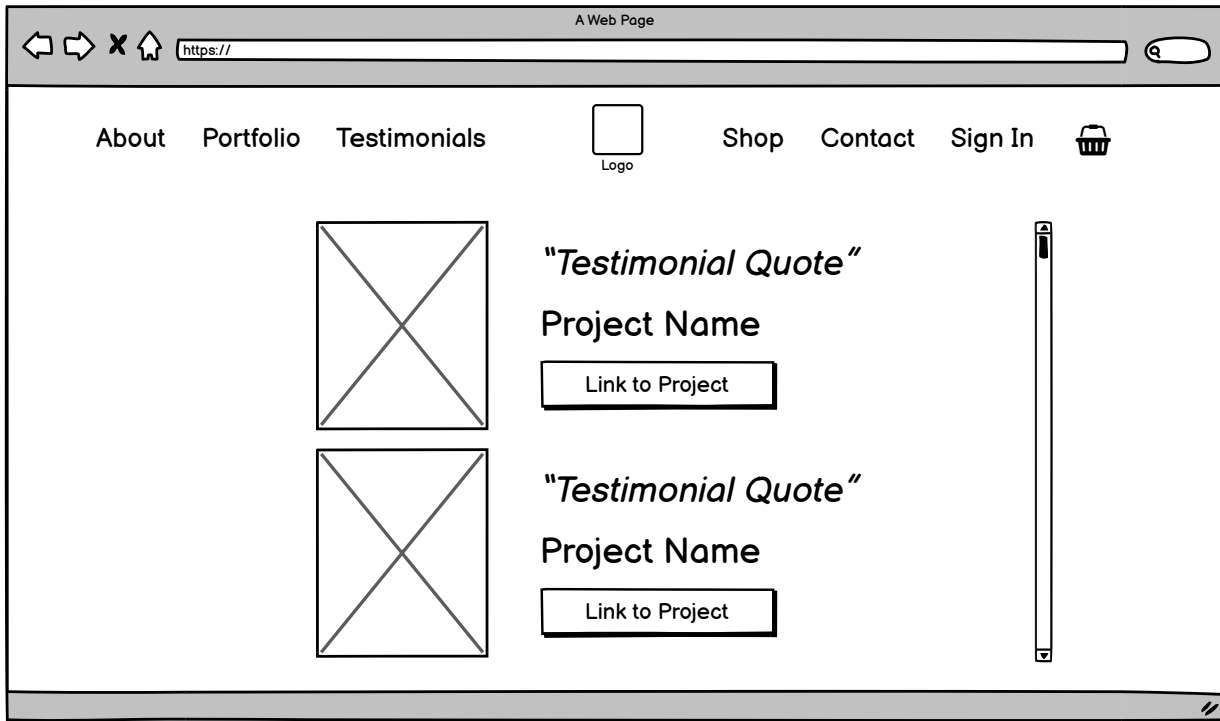 A Web Page
https://
About Portfolio Testimonials Shop Contact Sign In
Logo
“Testimonial Quote”
Project Name
Link to Project
“Testimonial Quote”
Project Name
Link to Project